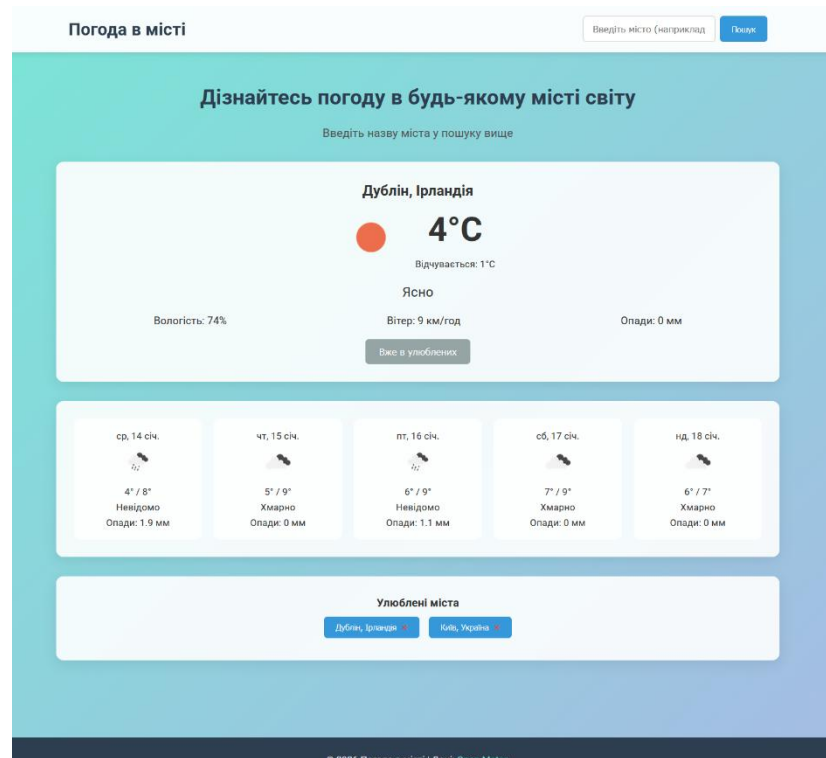 Погода в місті
Введіть місто (наприклад Пошук
Дізнайтесь погоду в будь-якому місті світу
Введіть назву міста у пошуку вище
Дублін, Ірландія
4°C
Відчувається: 1°C
Ясно
Вологість: 74% Вітер: 9 км/год Опади: 0 мм
Вже в улюблених
ср, 14 січ. чт, 15 січ. пт, 16 січ. сб, 17 січ. нд, 18 січ.
4° / 8° 5° / 9° 6° / 9° 7° / 9° 6° / 7°
Невідомо Хмарно Невідомо Хмарно Хмарно
Опади: 1.9 мм Опади: 0 мм Опади: 1.1 мм Опади: 0 мм Опади: 0 мм
Улюблені міста
Дублін, Ірландія Київ, Україна